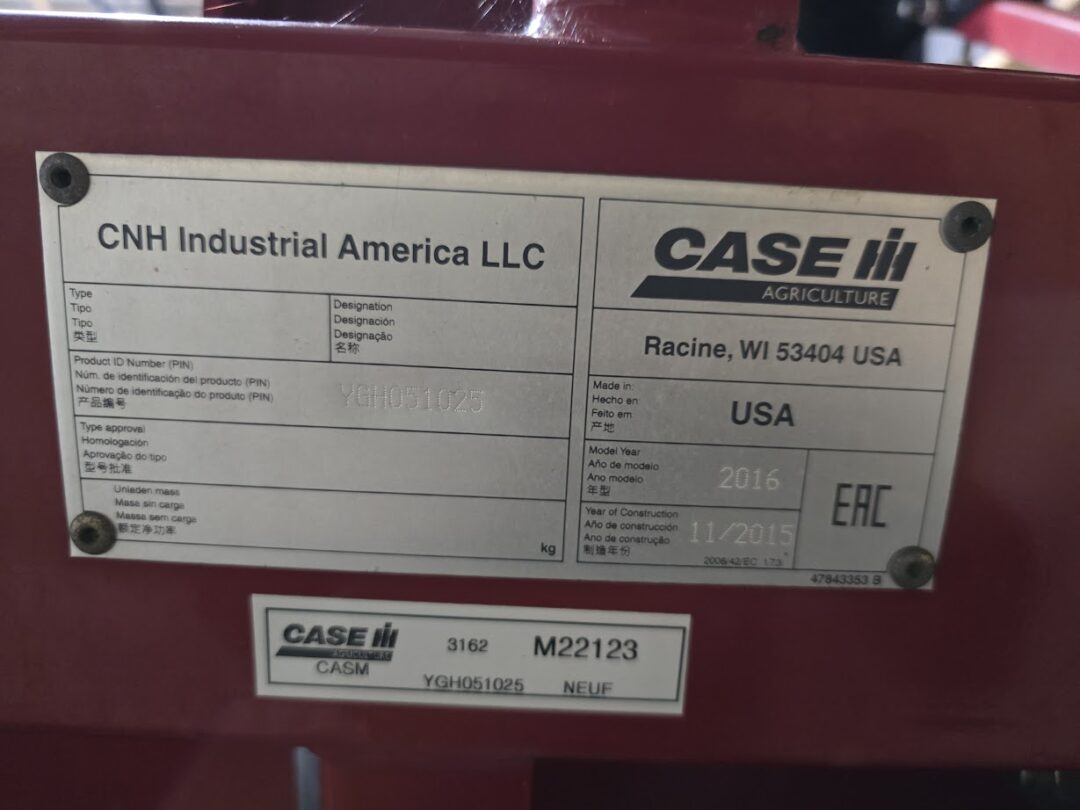 CNH Industrial America LLC
Type
Tipo
Tipo
类型
Designation
Designación
Designação
名称
Product ID Number (PIN)
Núm. de identificación del producto (PIN)
Número de identificação do produto (PIN)
产品编号
YGH051025
Type approval
Homologación
Aprovação do tipo
型号批准
Unladen mass
Masa sin carga
Massa sem carga
额定净功率
kg
CASE IH
AGRICULTURE
Racine, WI 53404 USA
Made in:
Hecho en
Feito em
产地
USA
Model Year
Año de modelo
Ano modelo
年型
2016
Year of Construction
Año de construcción
Ano de construção
制造年份
11/2015
2006/42/EC 1.73
EAC
47843353 B
CASE IH
AGRICULTURE
CASM
3162
M22123
YGH051025
NEUF